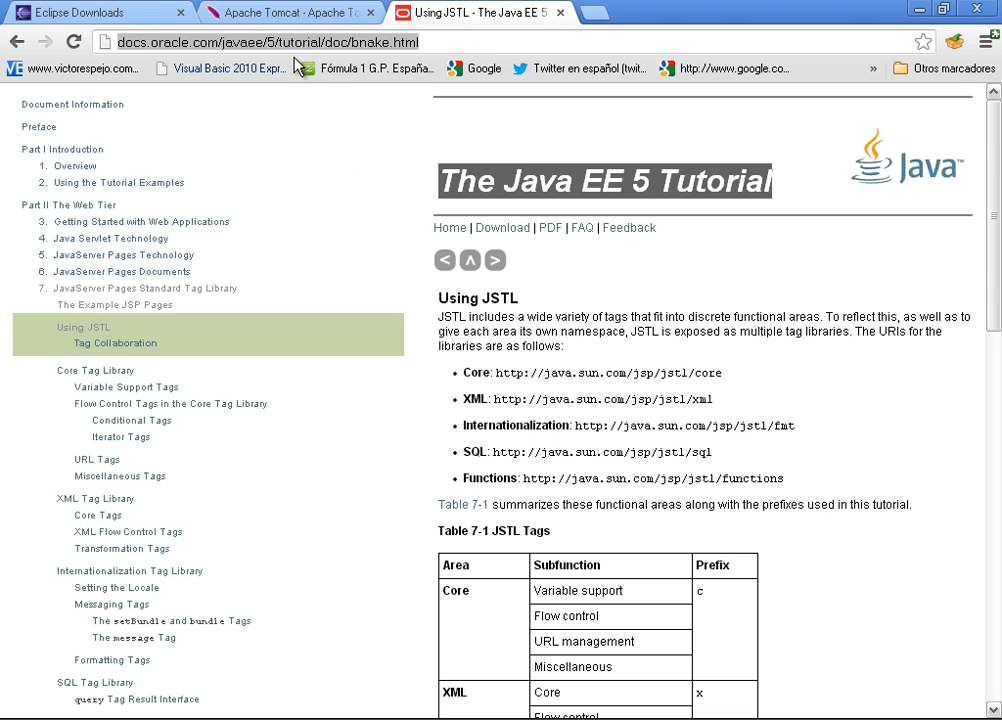 Eclipse Downloads
Apache Tomcat - Apache To
Using JSTL - The Java EE 5
docs.oracle.com/javaee/5/tutorial/doc/bnake.html
www.victorespejo.com...
Visual Basic 2010 Expr...
Fórmula 1 G.P. España...
Google
Twitter en español (twit...
http://www.google.co...
»
Otros marcadores
Document Information
Preface
Part I Introduction
1. Overview
2. Using the Tutorial Examples
Part II The Web Tier
3. Getting Started with Web Applications
4. Java Servlet Technology
5. JavaServer Pages Technology
6. JavaServer Pages Documents
7. JavaServer Pages Standard Tag Library
The Example JSP Pages
Using JSTL
Tag Collaboration
Core Tag Library
Variable Support Tags
Flow Control Tags in the Core Tag Library
Conditional Tags
Iterator Tags
URL Tags
Miscellaneous Tags
XML Tag Library
Core Tags
XML Flow Control Tags
Transformation Tags
Internationalization Tag Library
Setting the Locale
Messaging Tags
The setBundle and bundle Tags
The message Tag
Formatting Tags
SQL Tag Library
query Tag Result Interface
The Java EE 5 Tutorial
Java™
Home | Download | PDF | FAQ | Feedback
Using JSTL
JSTL includes a wide variety of tags that fit into discrete functional areas. To reflect this, as well as to
give each area its own namespace, JSTL is exposed as multiple tag libraries. The URIs for the
libraries are as follows:
• Core: http://java.sun.com/jsp/jstl/core
• XML: http://java.sun.com/jsp/jstl/xml
• Internationalization: http://java.sun.com/jsp/jstl/fmt
• SQL: http://java.sun.com/jsp/jstl/sql
• Functions: http://java.sun.com/jsp/jstl/functions
Table 7-1 summarizes these functional areas along with the prefixes used in this tutorial.
Table 7-1 JSTL Tags
Area Subfunction Prefix
Core Variable support c
Flow control
URL management
Miscellaneous
XML Core x
Flow control